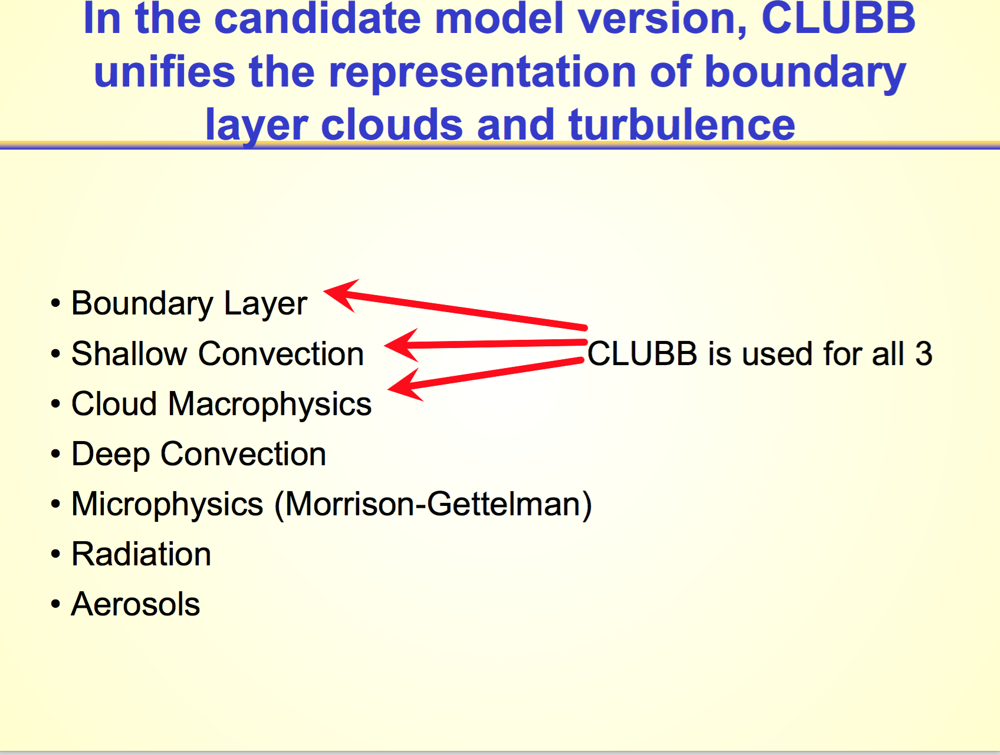 In the candidate model version, CLUBB
unifies the representation of boundary
layer clouds and turbulence
• Boundary Layer
• Shallow Convection
CLUBB is used for all 3
• Cloud Macrophysics
• Deep Convection
• Microphysics (Morrison-Gettelman)
• Radiation
• Aerosols